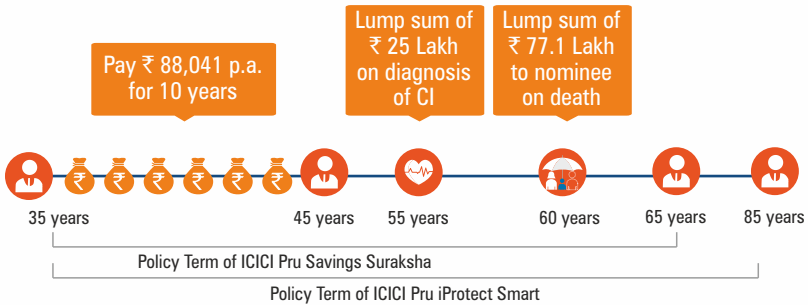 Pay ₹ 88,041 p.a.
for 10 years
Lump sum of
₹ 25 Lakh
on diagnosis
of CI
Lump sum of
₹ 77.1 Lakh
to nominee
on death
₹ ₹ ₹ ₹ ₹ ₹
35 years 45 years 55 years 60 years 65 years 85 years
Policy Term of ICICI Pru Savings Suraksha
Policy Term of ICICI Pru iProtect Smart